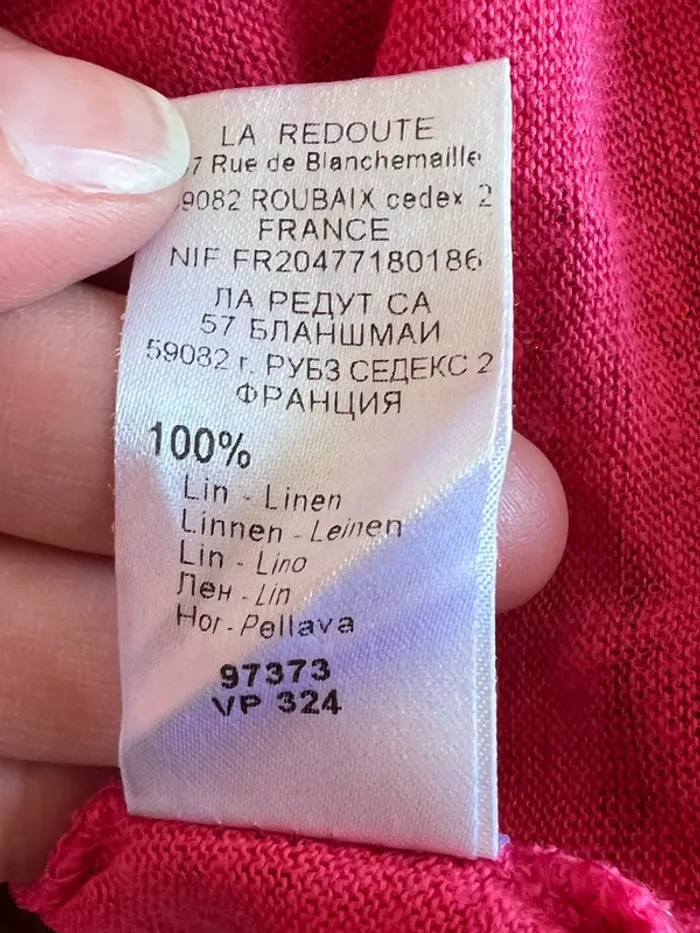 LA REDOUTE
7 Rue de Blanchemaille
9082 ROUBAIX cedex 2
FRANCE
NIF FR20477180186
ЛА РЕДУТ СА
57 БЛАНШМАИ
59082 г. РУБЗ СЕДЕКС 2
ФРАНЦИЯ
100%
Lin - Linen
Linnen - Leinen
Lin - Lino
Лен - Lin
Hor - Pellava
97373
VP 324